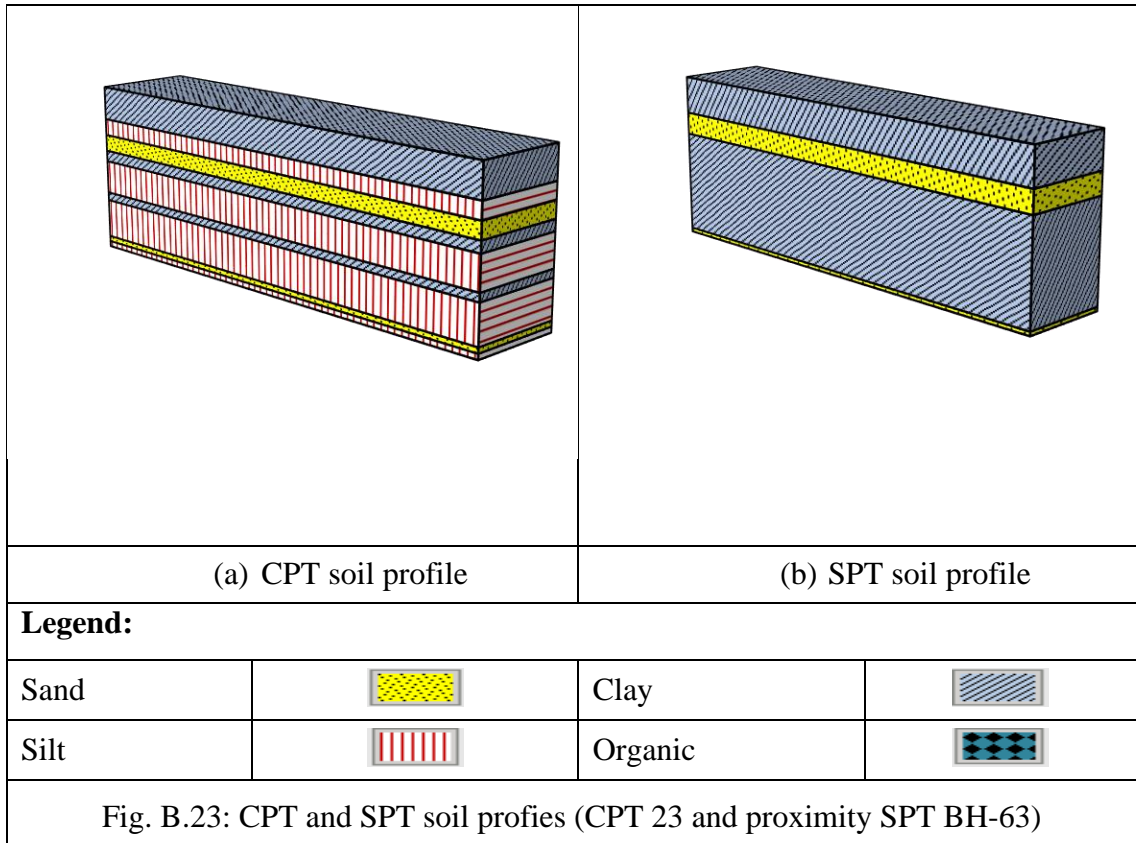 (a) CPT soil profile
(b) SPT soil profile
Legend:
Sand
Clay
Silt
Organic
Fig. B.23: CPT and SPT soil profies (CPT 23 and proximity SPT BH-63)